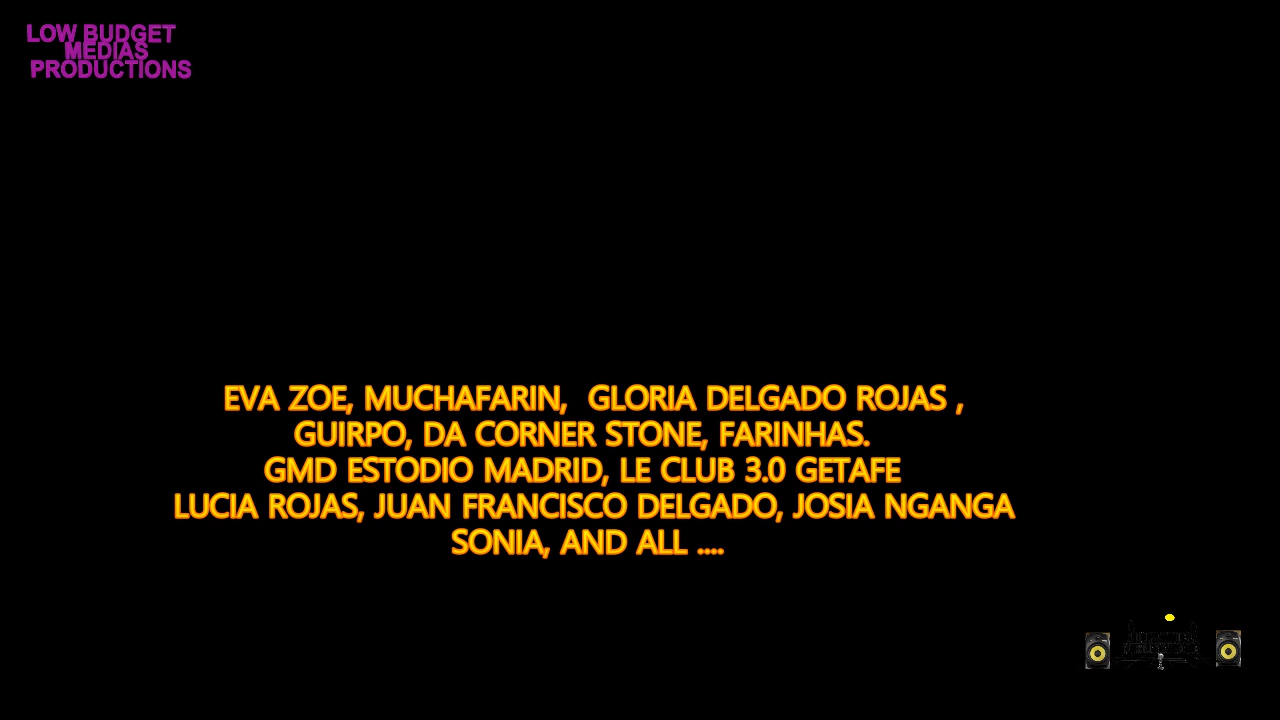 LOW BUDGET
MEDIAS
PRODUCTIONS
EVA ZOE, MUCHAFARIN, GLORIA DELGADO ROJAS ,
GUIRPO, DA CORNER STONE, FARINHAS.
GMD ESTODIO MADRID, LE CLUB 3.0 GETAFE
LUCIA ROJAS, JUAN FRANCISCO DELGADO, JOSIA NGANGA
SONIA, AND ALL ....